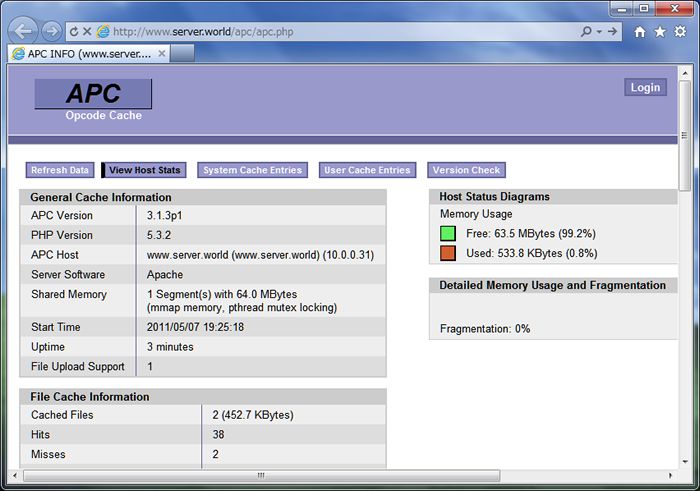 http://www.server.world/apc/apc.php
APC INFO (www.server....
APC
Opcode Cache
Login
Refresh Data
View Host Stats
System Cache Entries
User Cache Entries
Version Check
General Cache Information
APC Version 3.1.3p1
PHP Version 5.3.2
APC Host www.server.world (www.server.world) (10.0.0.31)
Server Software Apache
Shared Memory 1 Segment(s) with 64.0 MBytes
(mmap memory, pthread mutex locking)
Start Time 2011/05/07 19:25:18
Uptime 3 minutes
File Upload Support 1
File Cache Information
Cached Files 2 (452.7 KBytes)
Hits 38
Misses 2
Host Status Diagrams
Memory Usage
Free: 63.5 MBytes (99.2%)
Used: 533.8 KBytes (0.8%)
Detailed Memory Usage and Fragmentation
Fragmentation: 0%